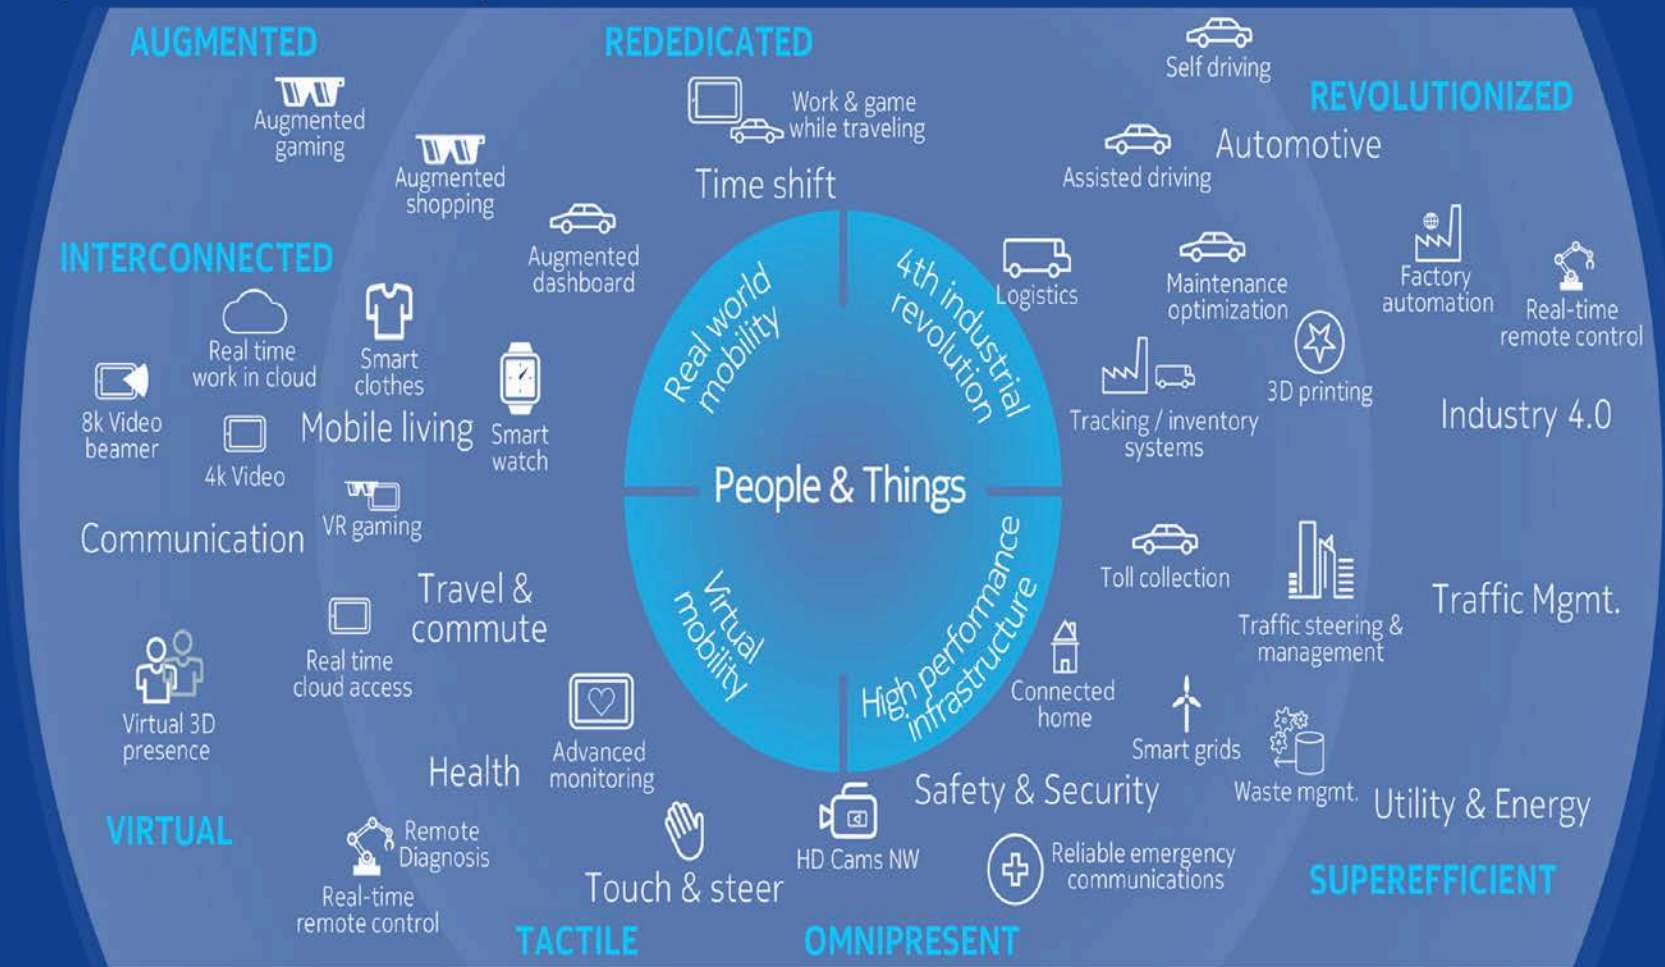 AUGMENTED
REDEDICATED
Self driving
REVOLUTIONIZED
Augmented
gaming
Work & game
while traveling
Automotive
Augmented
shopping
Time shift
Assisted driving
INTERCONNECTED
Augmented
dashboard
Real world
mobility
4th industrial
revolution
Logistics
Maintenance
optimization
Factory
automation
Real-time
remote control
Real time
work in cloud
Smart
clothes
3D printing
8k Video
beamer
Mobile living
Smart
watch
Tracking / inventory
systems
Industry 4.0
4k Video
People & Things
VR gaming
Communication
Travel &
commute
Virtual
mobility
High performance
infrastructure
Toll collection
Traffic Mgmt.
Traffic steering &
management
Real time
cloud access
Connected
home
Virtual 3D
presence
Advanced
monitoring
Smart grids
Health
Safety & Security
Waste mgmt.
Utility & Energy
VIRTUAL
Remote
Diagnosis
HD Cams NW
Reliable emergency
communications
Real-time
remote control
Touch & steer
SUPEREFFICIENT
TACTILE
OMNIPRESENT